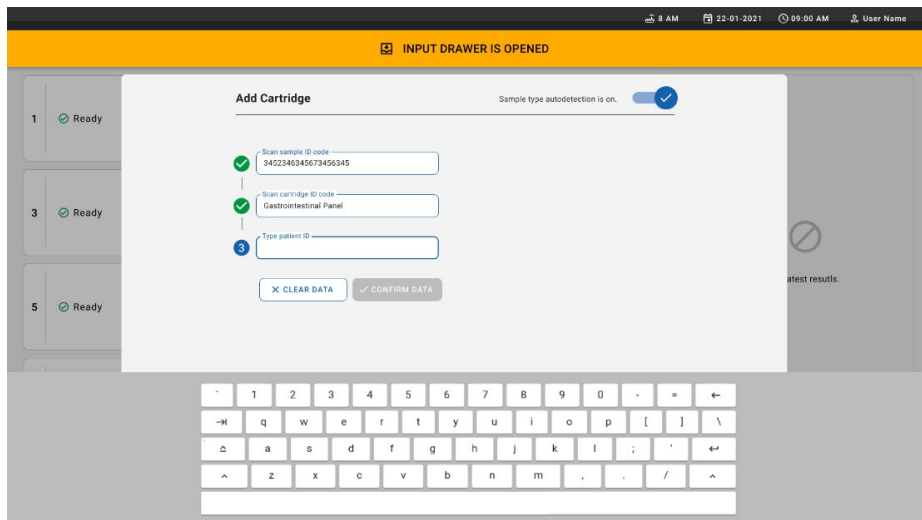 8 AM 22-01-2021 09:00 AM User Name
INPUT DRAWER IS OPENED
Add Cartridge
Sample type autodetection is on.
1 Ready
Scan sample ID code
3452346345673456345
Scan cartridge ID code
Gastrointestinal Panel
3 Ready
Type patient ID
3
atest resutls.
CLEAR DATA CONFIRM DATA
5 Ready
` 1 2 3 4 5 6 7 8 9 0 - =
q w e r t y u i o p [ ] \
a s d f g h j k l ; '
z x c v b n m , . /